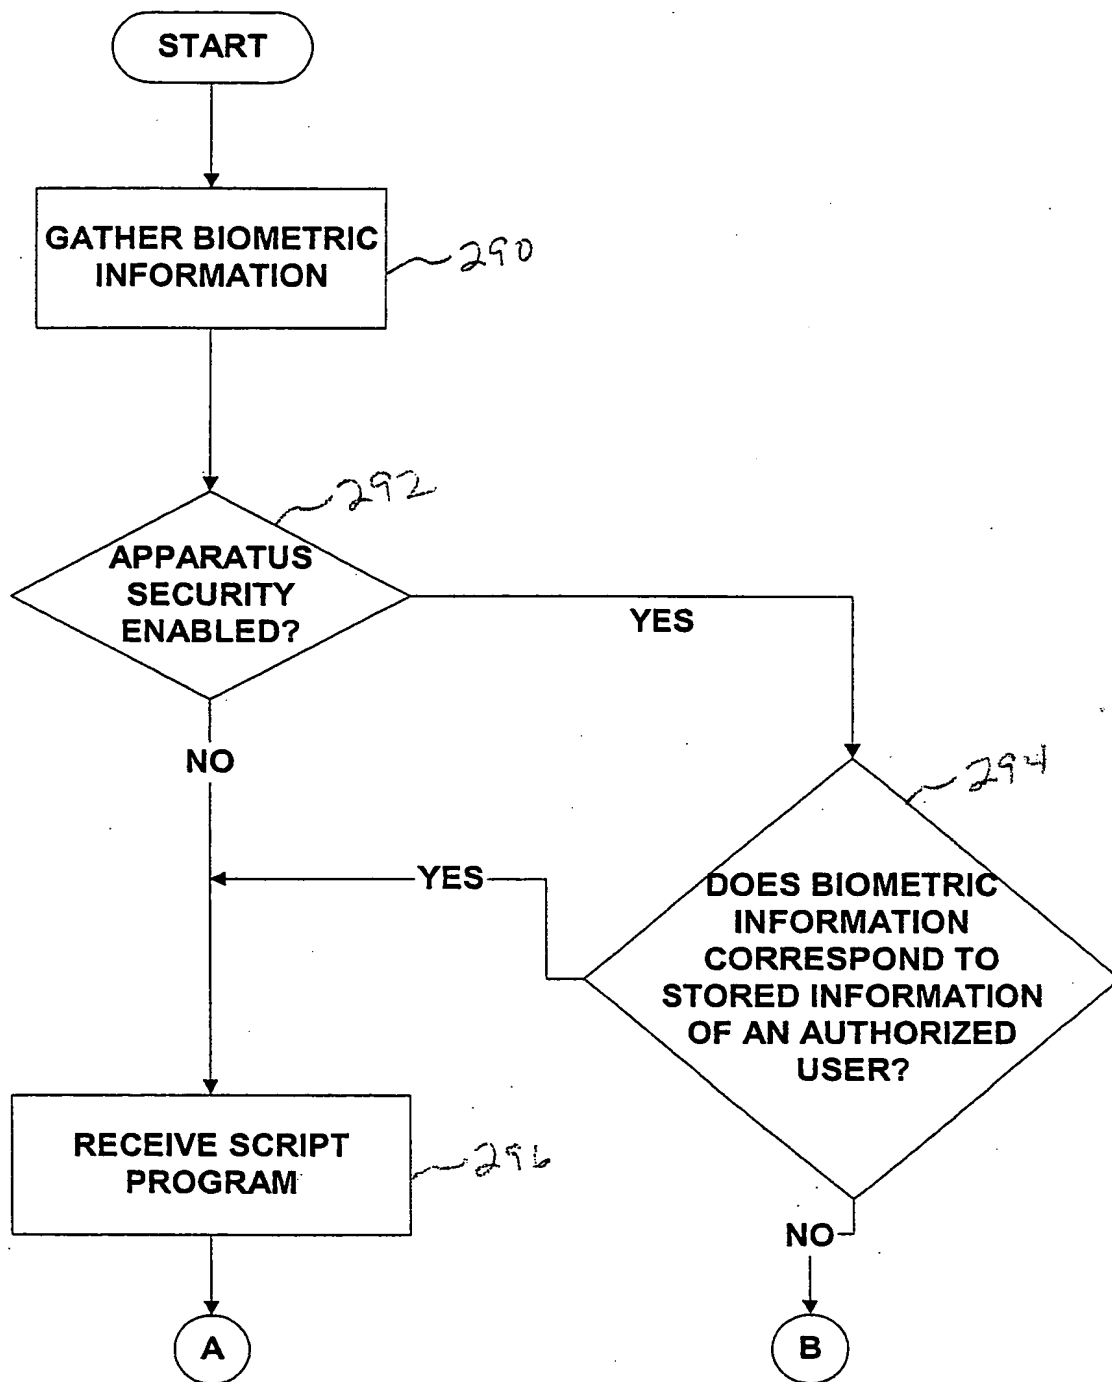 START
GATHER BIOMETRIC
INFORMATION
290
292
APPARATUS
SECURITY
ENABLED?
YES
NO
294
YES
DOES BIOMETRIC
INFORMATION
CORRESPOND TO
STORED INFORMATION
OF AN AUTHORIZED
USER?
RECEIVE SCRIPT
PROGRAM
296
NO
A
B